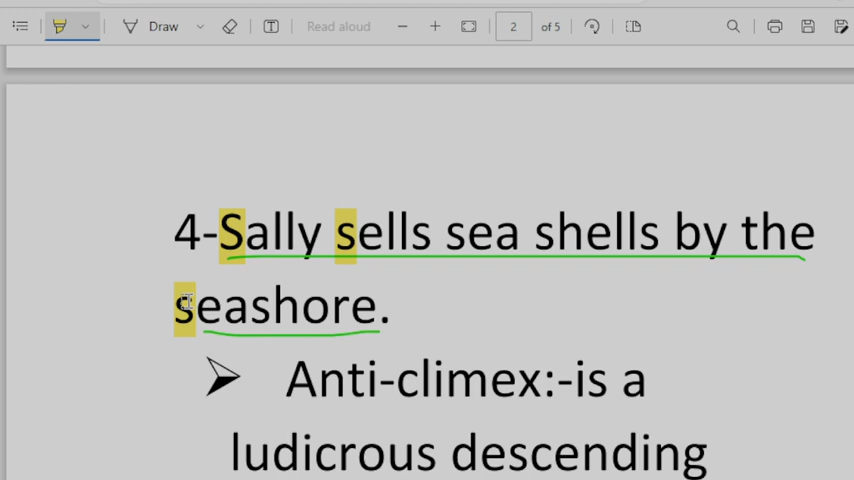 Draw
Read aloud
2
of 5
4-Sally sells sea shells by the
seashore.
Anti-climex:-is a
ludicrous descending